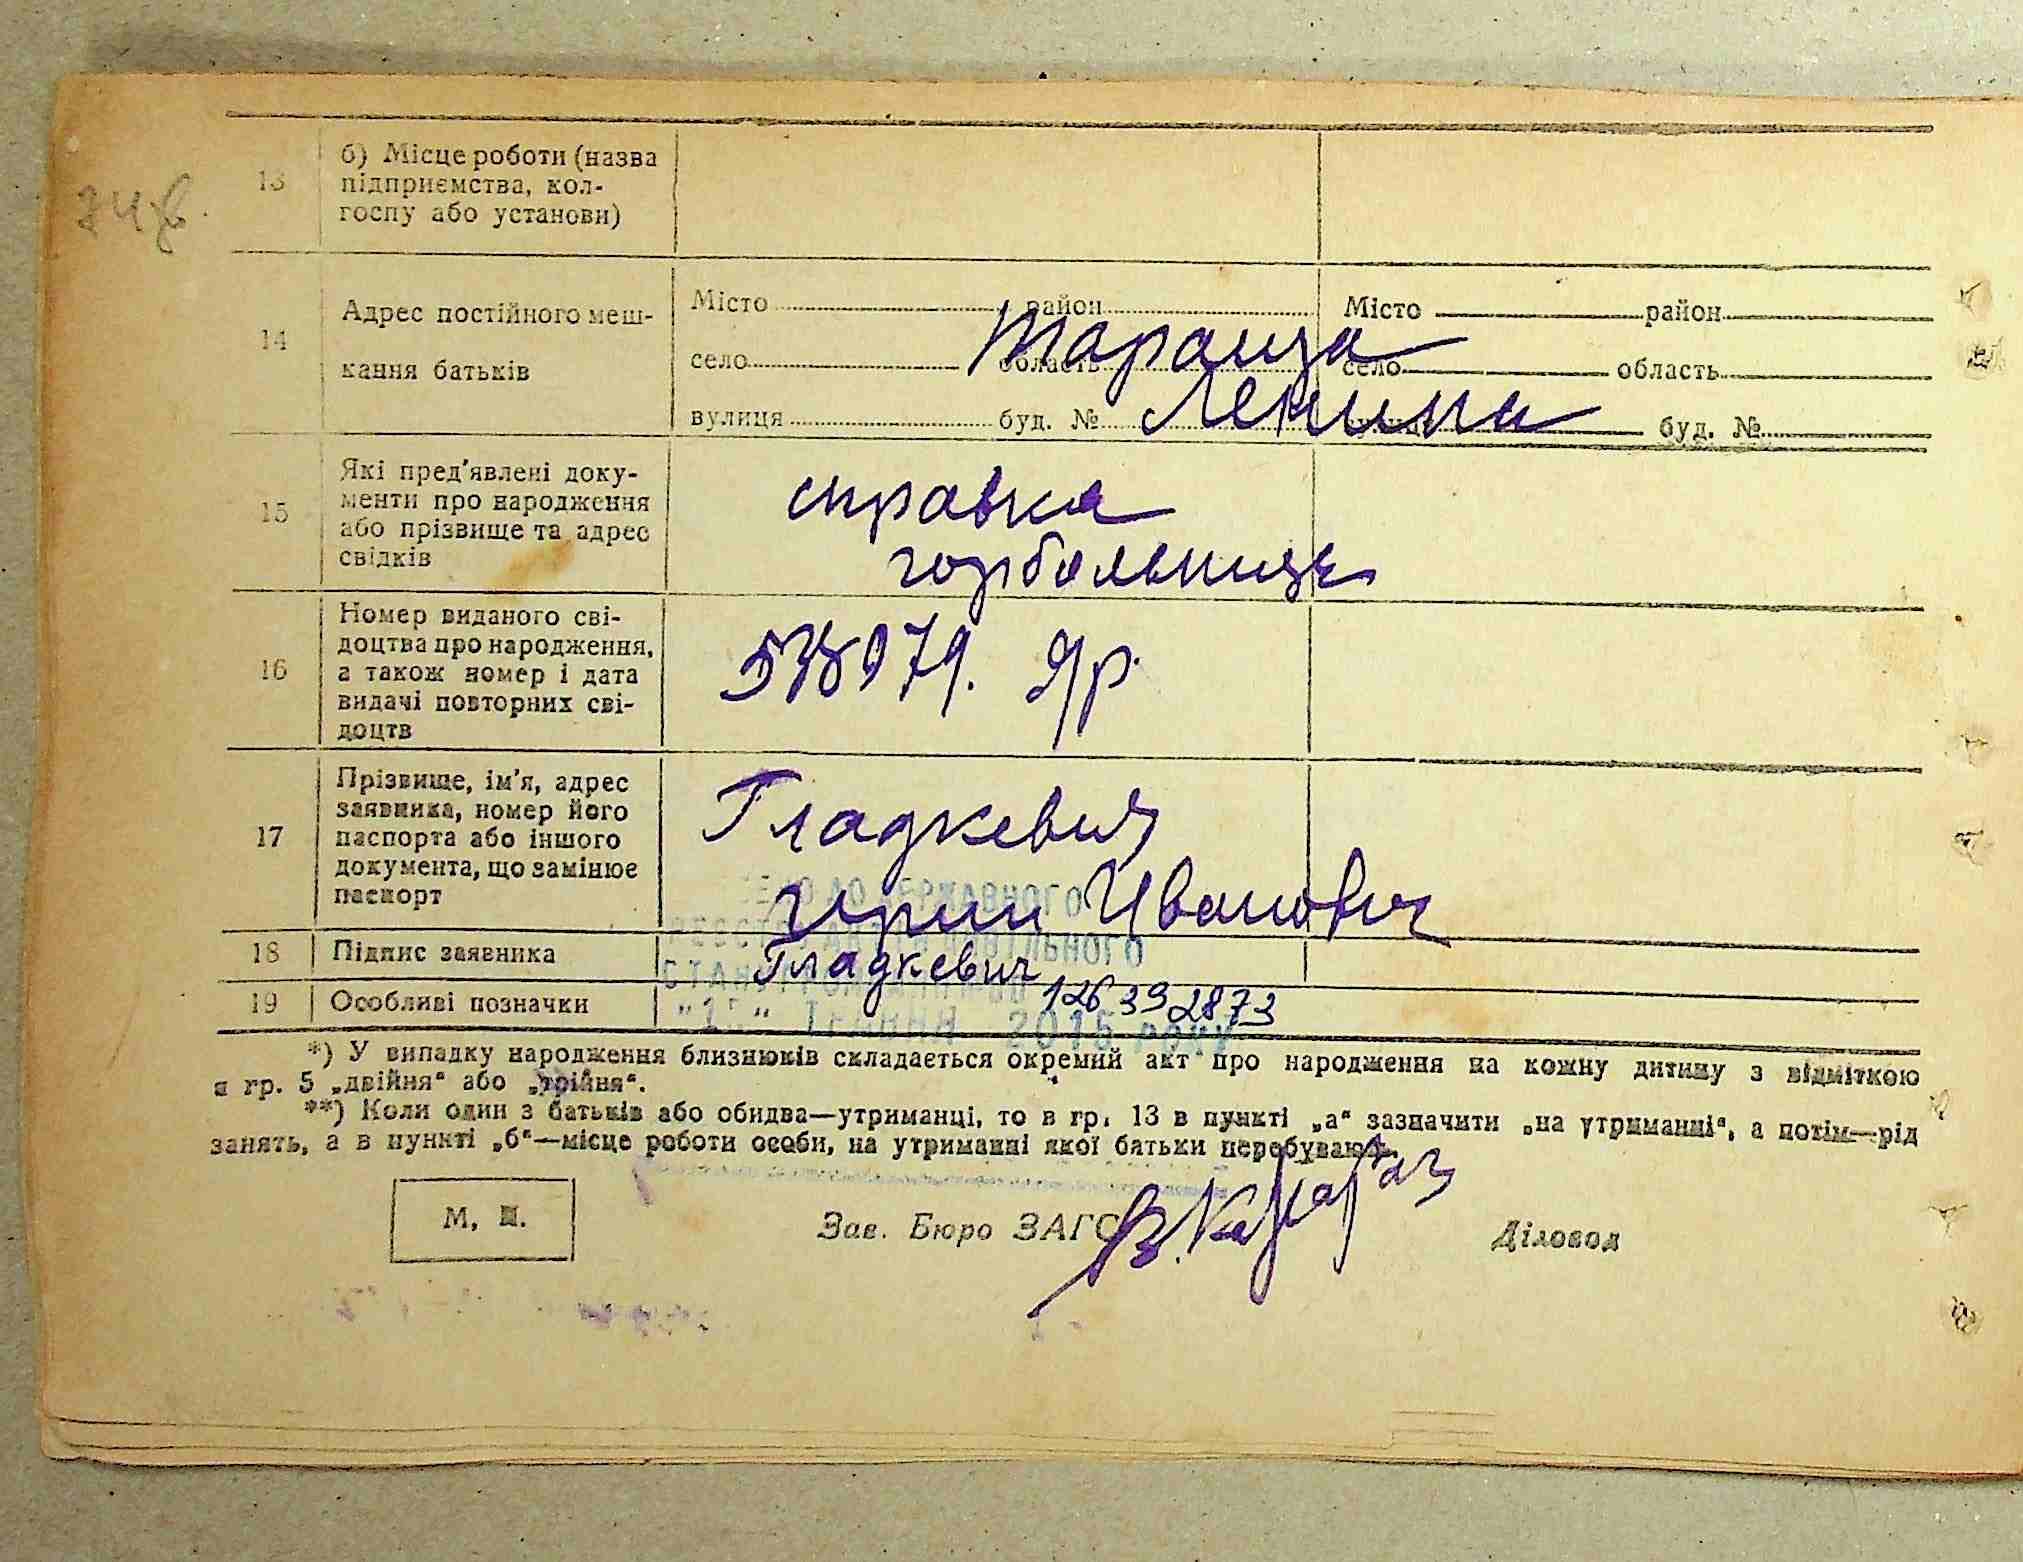 13
б) Місце роботи (назва
підприємства, кол-
госпу або установи)
14
Адрес постійного меш-
кання батьків
Місто район Місто район
Тараща
село область село область
Ленина
вулиця буд. № буд. №
15
Які пред'явлені доку-
менти про народження
або прізвище та адрес
свідків
справка
горбольницы
16
Номер виданого сві-
доцтва про народження,
а також номер і дата
видачі повторних сві-
доцтв
17
Прізвище, ім'я, адрес
заявника, номер його
паспорта або іншого
документа, що замінює
паспорт
Гладкевич
Иванович
ДЕРЖАВНОГО
18 Підпис заявника
Гладкевич
19 Особливі позначки
126392873
ТРАВНЯ 2015 року
*) У випадку народження близнюків складається окремий акт про народження на кожну дитину з відміткою
в гр. 5 „двійня“ або „трійня“.
**) Коли один з батьків або обидва—утриманці, то в гр. 13 в пункті „а“ зазначити „на утриманні“, а потім—рід
занять, а в пункті „б“—місце роботи особи, на утриманні якої батьки перебувають.
М. П.
Зав. Бюро ЗАГС
Діловод